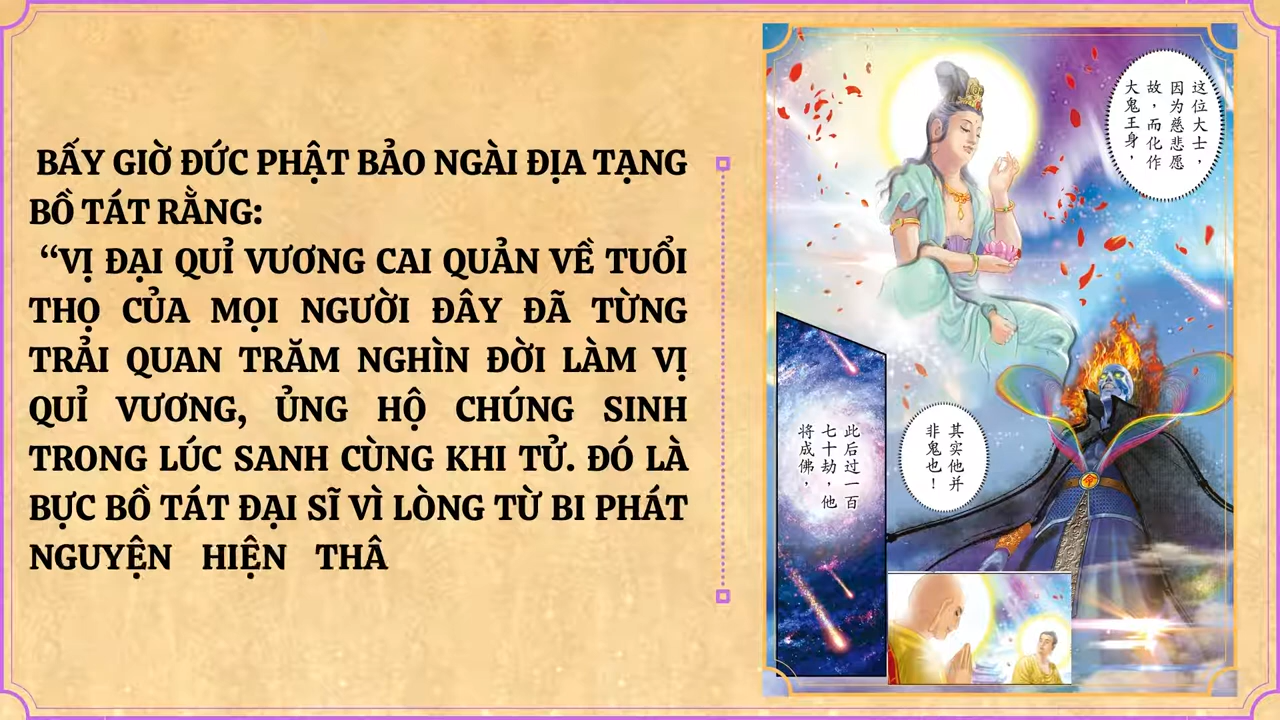 BẤY GIỜ ĐỨC PHẬT BẢO NGÀI ĐỊA TẠNG
BỒ TÁT RẰNG:
“VỊ ĐẠI QUỈ VƯƠNG CAI QUẢN VỀ TUỔI
THỌ CỦA MỌI NGƯỜI ĐÂY ĐÃ TỪNG
TRẢI QUAN TRĂM NGHÌN ĐỜI LÀM VỊ
QUỈ VƯƠNG, ỦNG HỘ CHÚNG SINH
TRONG LÚC SANH CÙNG KHI TỬ. ĐÓ LÀ
BỰC BỒ TÁT ĐẠI SĨ VÌ LÒNG TỪ BI PHÁT
NGUYỆN HIỆN THÂ
这位大士，
因为慈悲愿
故，而化作
大鬼王身，
其实他并
非鬼也！
此后过一百
七十劫，他
将成佛，
命